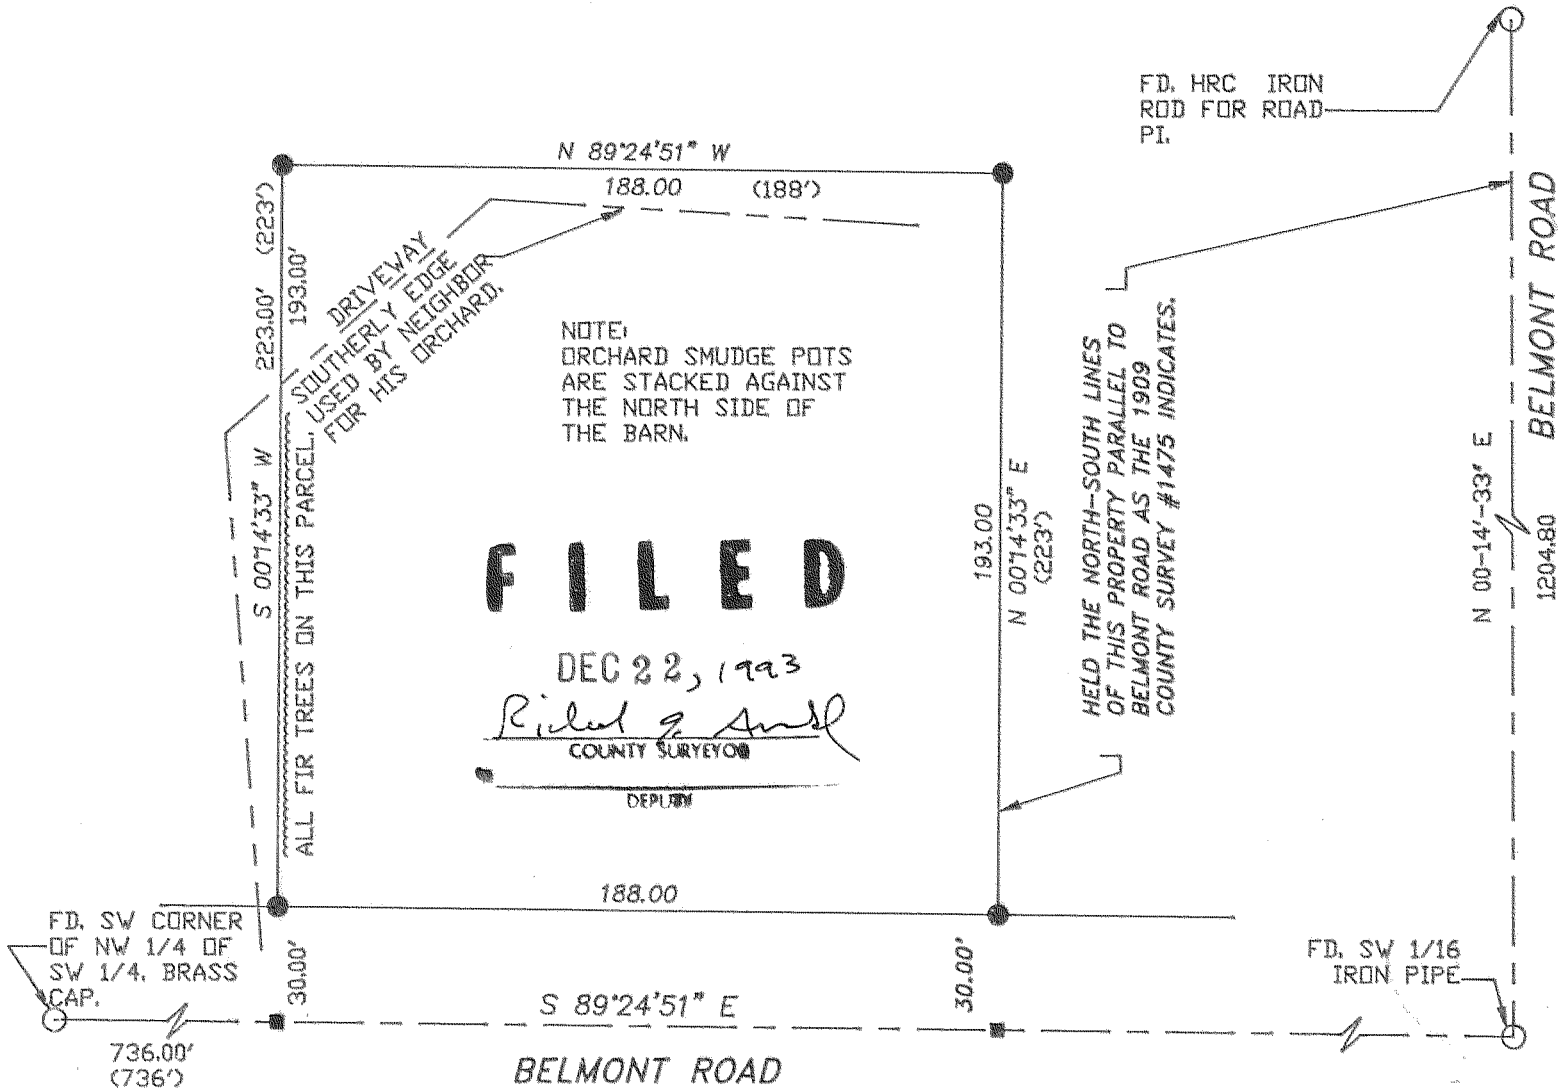 FD. HRC IRON
ROD FOR ROAD
PI.
N 89°24'51" W
188.00 (188')
223.00' (223')
193.00'
S 00°14'33" W
DRIVEWAY
SOUTHERLY EDGE
USED BY NEIGHBOR
FOR HIS ORCHARD.
ALL FIR TREES ON THIS PARCEL.
NOTE:
ORCHARD SMUDGE POTS
ARE STACKED AGAINST
THE NORTH SIDE OF
THE BARN.
FILED
DEC 22, 1993
COUNTY SURVEYOR
DEPUTY
193.00
N 00°14'33" E
(223')
HELD THE NORTH-SOUTH LINES
OF THIS PROPERTY PARALLEL TO
BELMONT ROAD AS THE 1909
COUNTY SURVEY #1475 INDICATES.
N 00-14'-33" E
1204.80
BELMONT ROAD
188.00
FD. SW CORNER
OF NW 1/4 OF
SW 1/4. BRASS
CAP.
30.00'
30.00'
FD. SW 1/16
IRON PIPE
S 89°24'51" E
736.00'
(736')
BELMONT ROAD